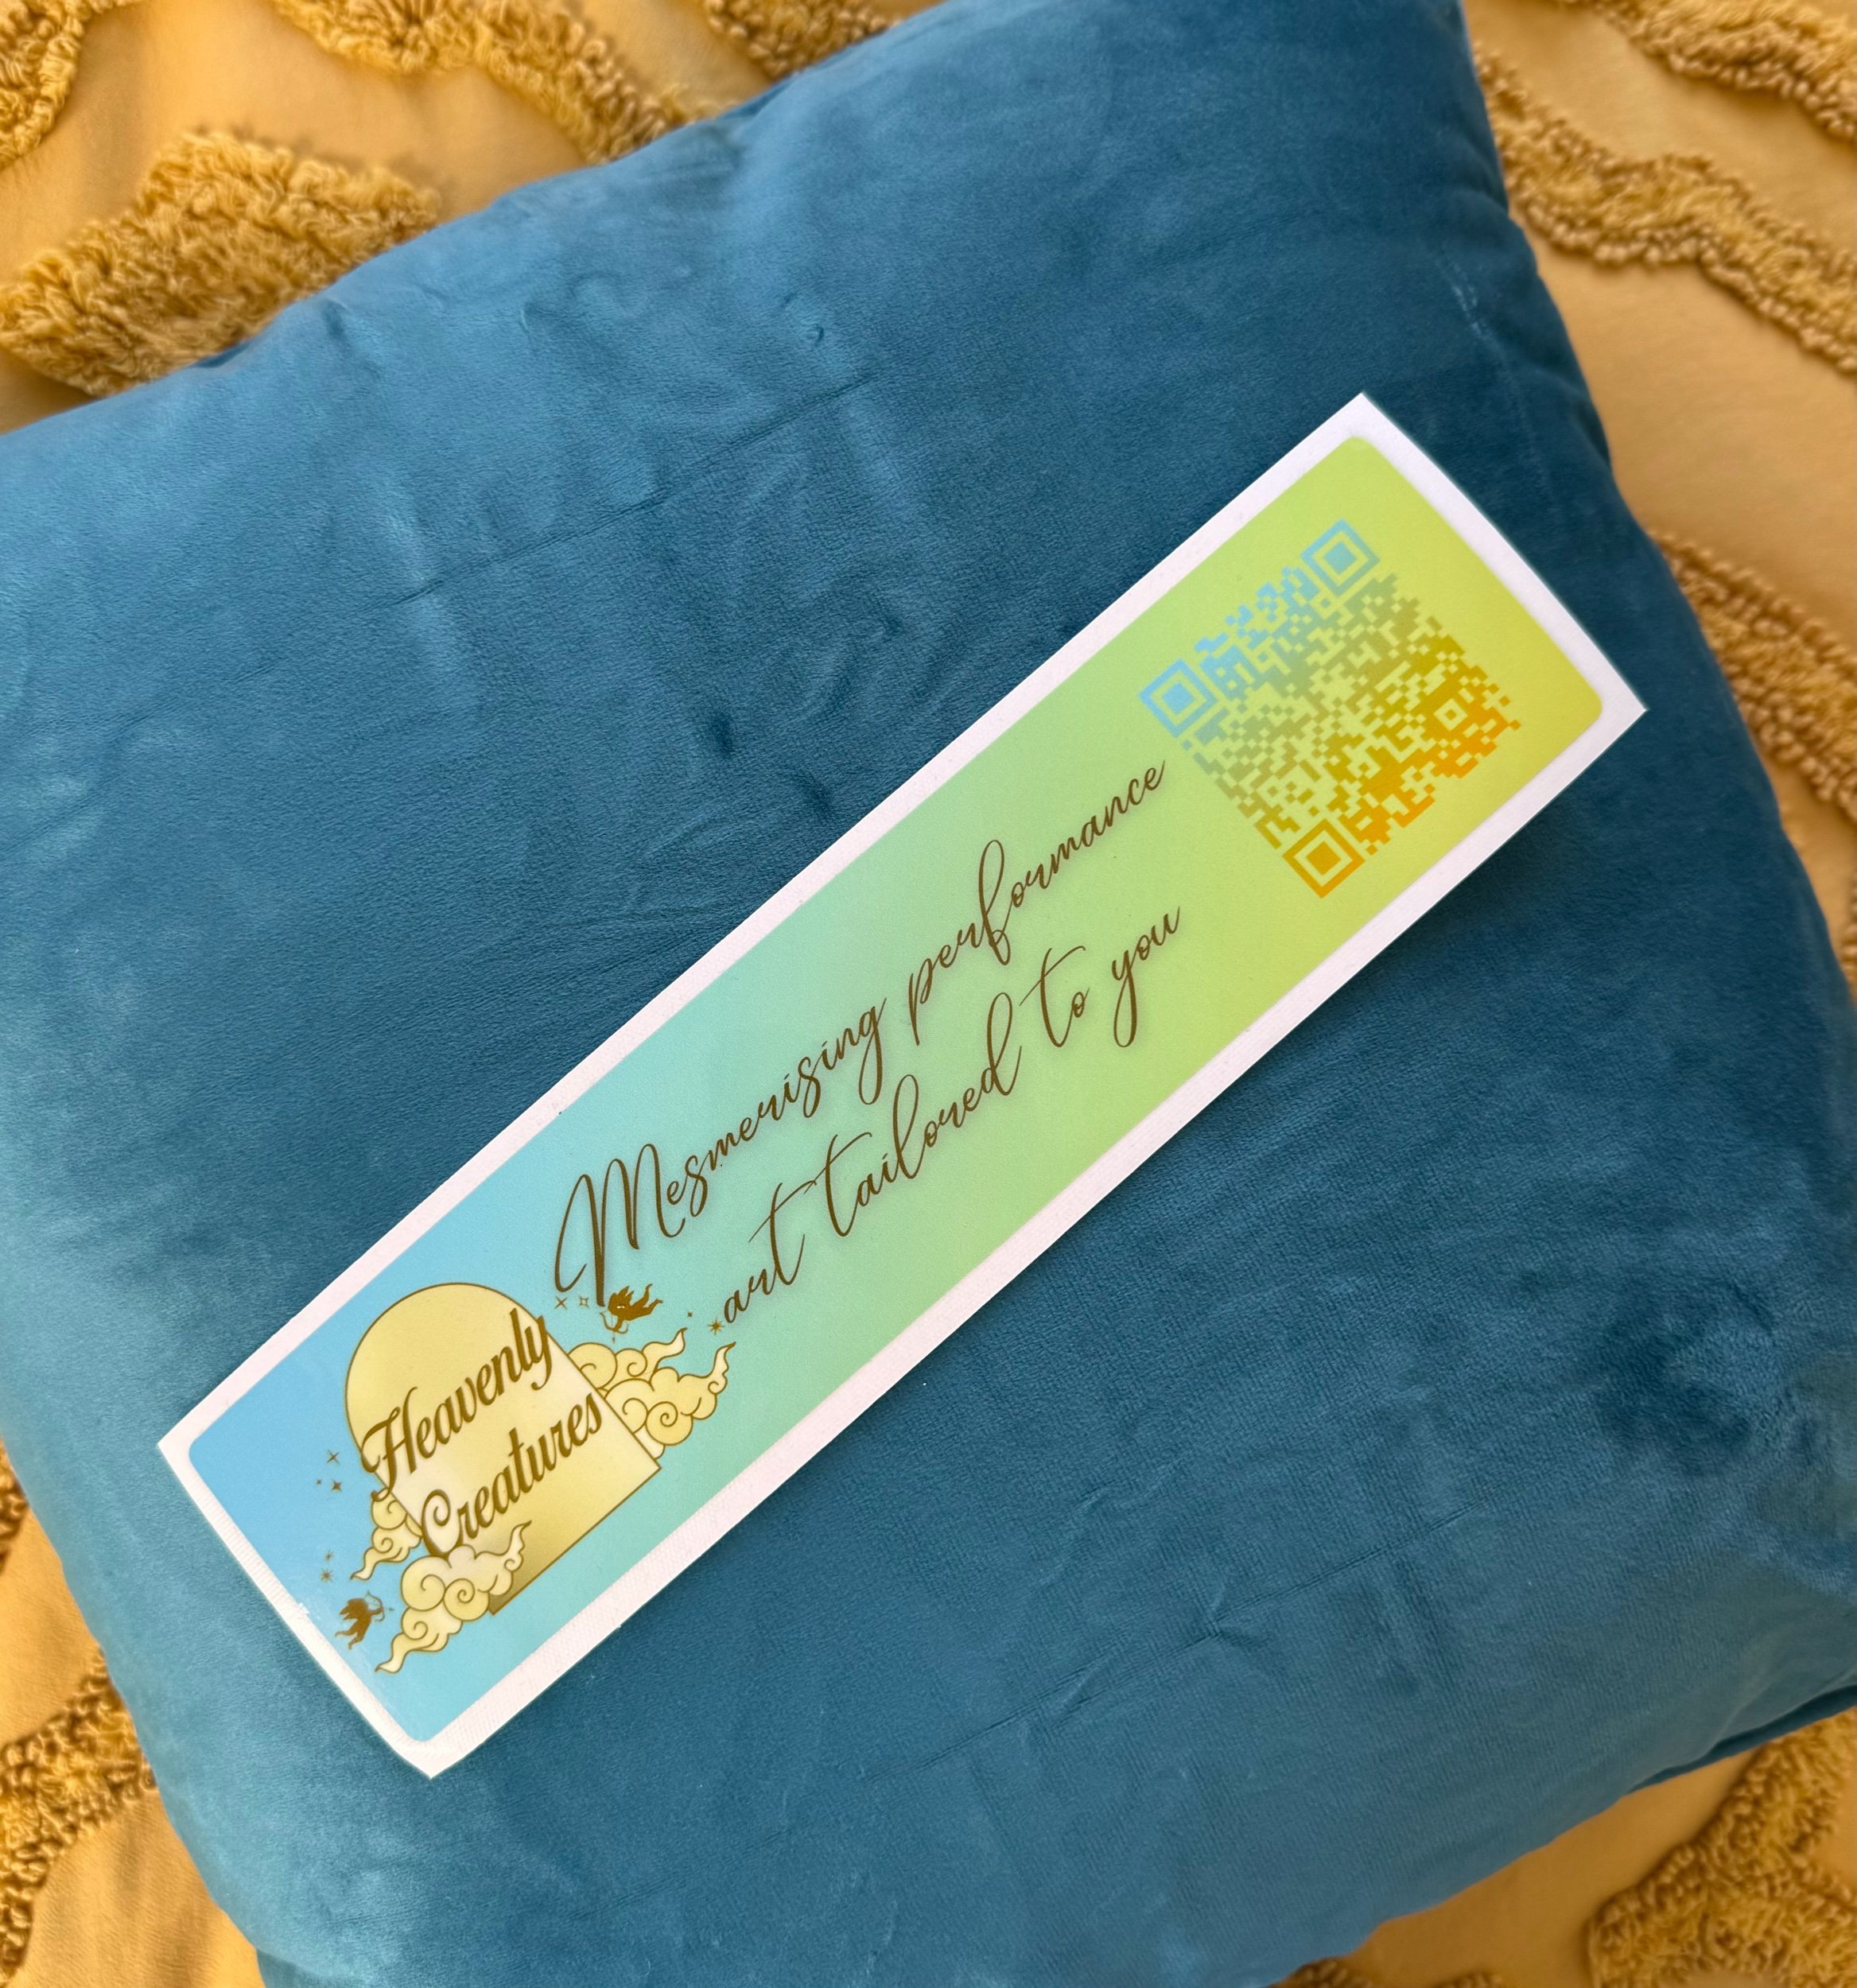 Heavenly
Creatures
Mesmerising performance
art tailored to you